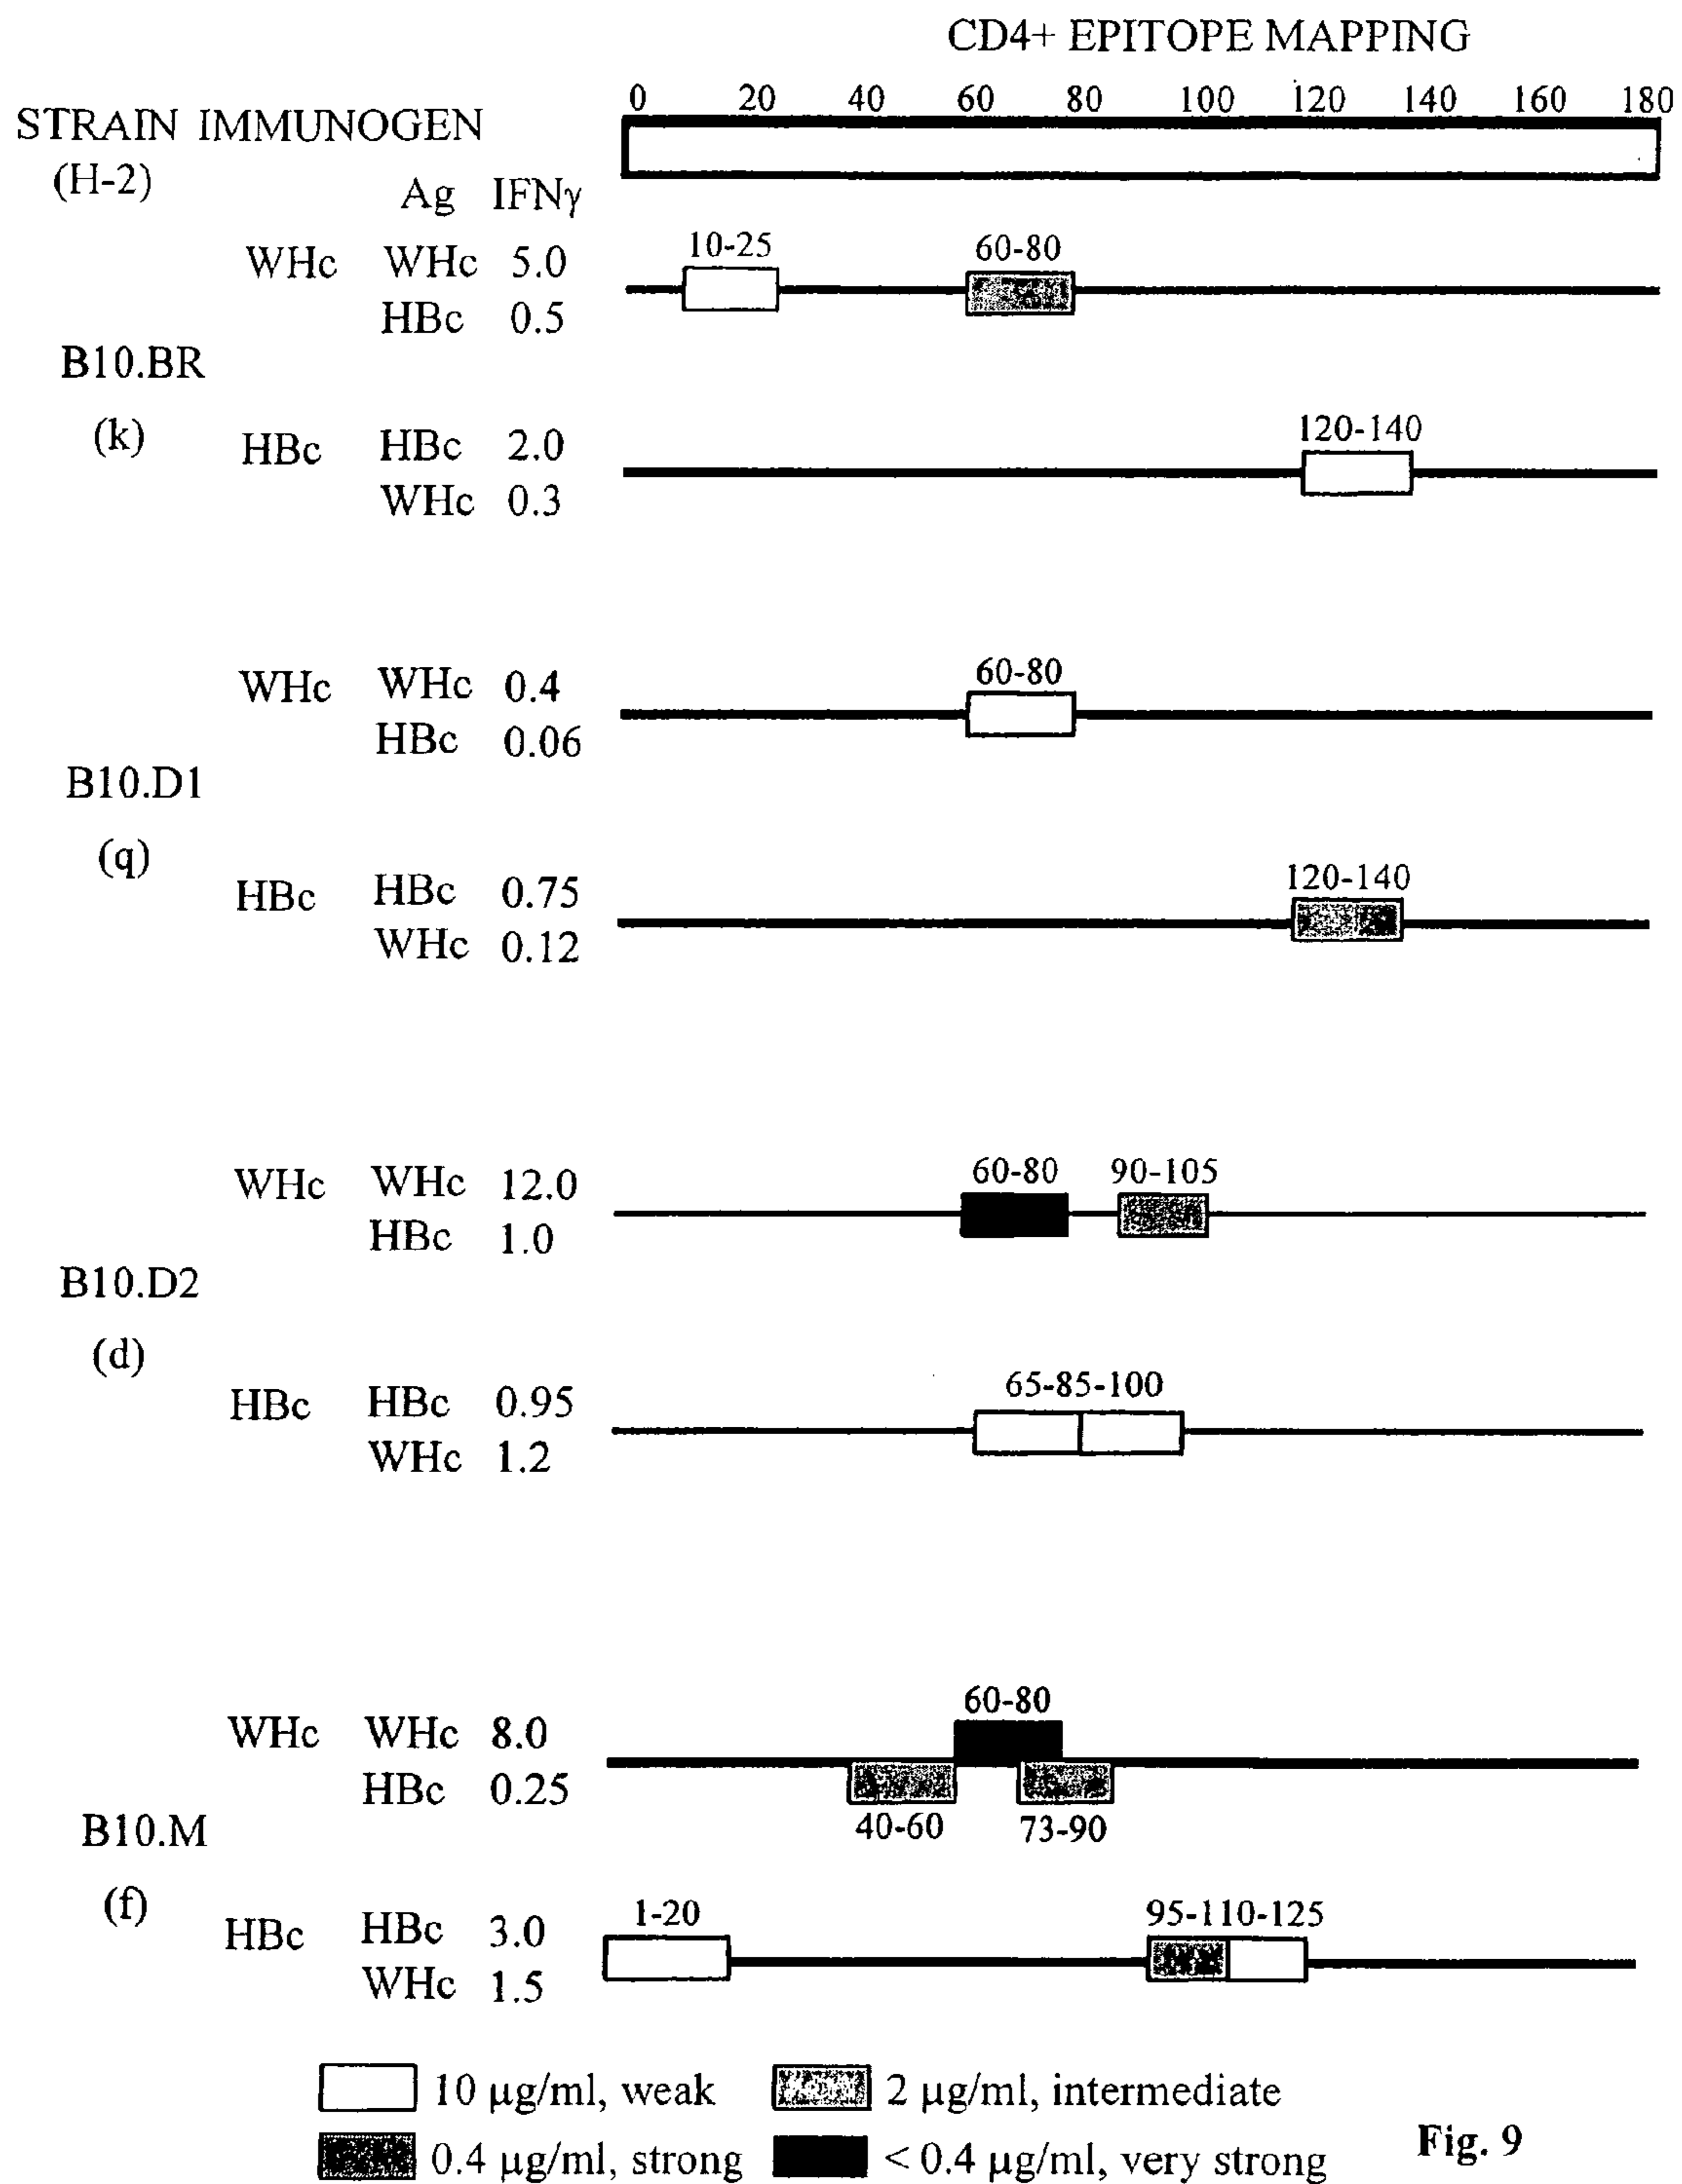 CD4+ EPITOPE MAPPING
0 20 40 60 80 100 120 140 160 180
STRAIN IMMUNOGEN
(H-2)
Ag IFNγ
10-25 60-80
WHc WHc 5.0
HBc 0.5
B10.BR
(k)
120-140
HBc HBc 2.0
WHc 0.3
60-80
WHc WHc 0.4
HBc 0.06
B10.D1
(q)
120-140
HBc HBc 0.75
WHc 0.12
60-80 90-105
WHc WHc 12.0
HBc 1.0
B10.D2
(d)
65-85-100
HBc HBc 0.95
WHc 1.2
60-80
WHc WHc 8.0
HBc 0.25
40-60 73-90
B10.M
(f)
1-20 95-110-125
HBc HBc 3.0
WHc 1.5
10 μg/ml, weak 2 μg/ml, intermediate
0.4 μg/ml, strong < 0.4 μg/ml, very strong
Fig. 9